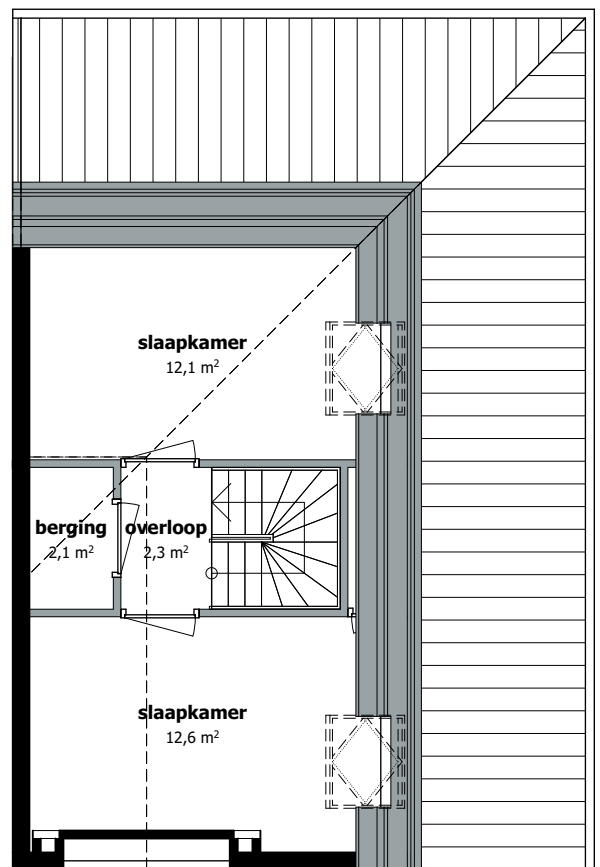 slaapkamer
12,1 m²
berging
2,1 m²
overloop
2,3 m²
slaapkamer
12,6 m²